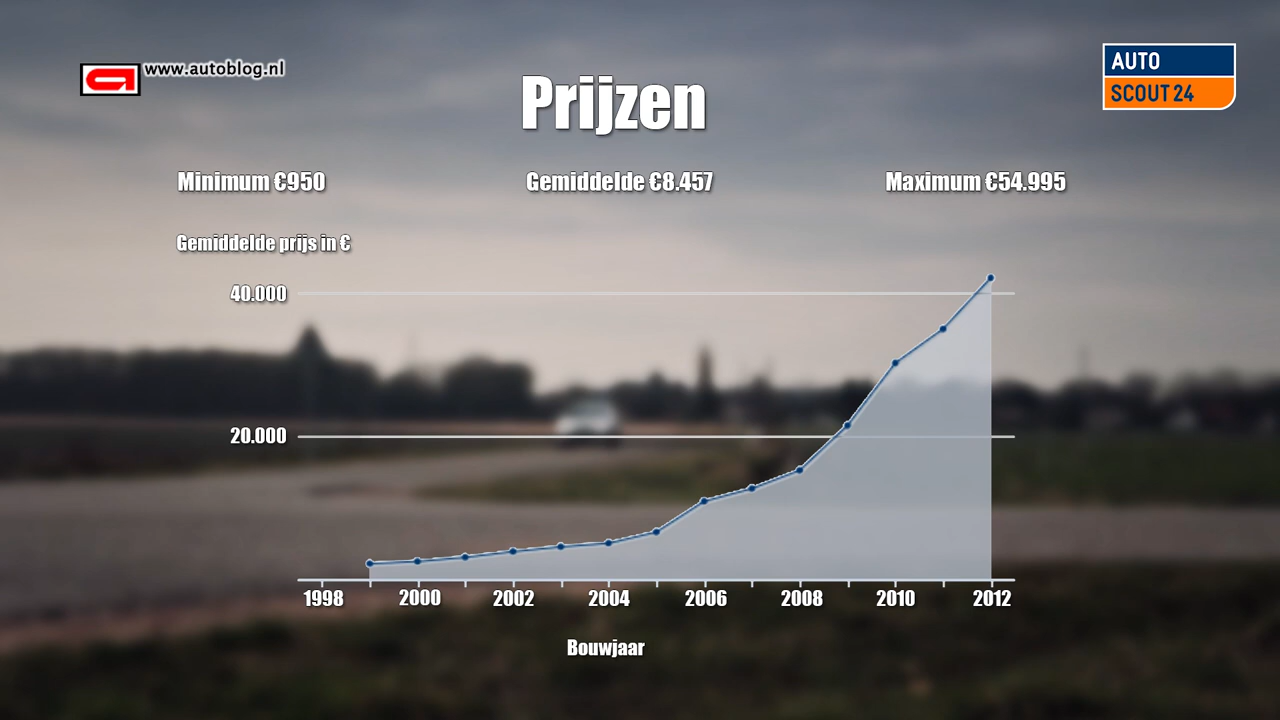 www.autoblog.nl
AUTO
SCOUT 24
Prijzen
Minimum €950
Gemiddelde €8.457
Maximum €54.995
Gemiddelde prijs in €
40.000
20.000
1998 2000 2002 2004 2006 2008 2010 2012
Bouwjaar